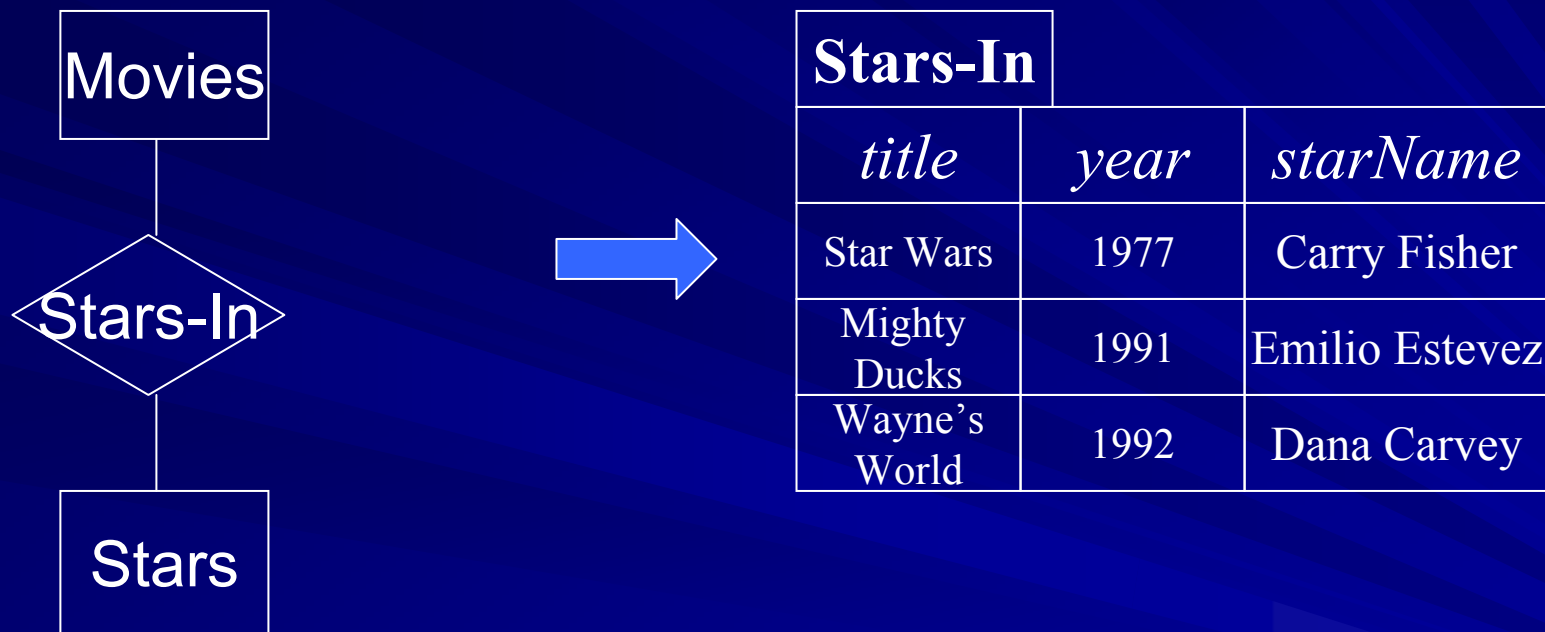 Movies
Stars-In
Stars
Stars-In
title year starName
Star Wars 1977 Carry Fisher
Mighty
Ducks 1991 Emilio Estevez
Wayne’s
World 1992 Dana Carvey